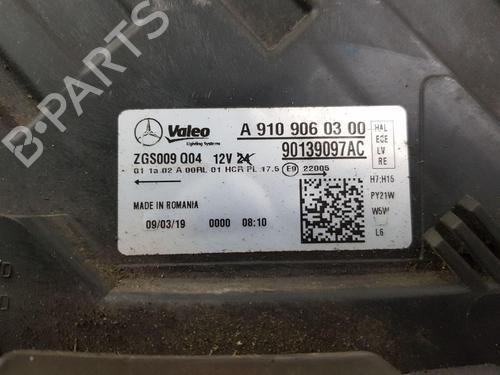 Valeo
Lighting Systems
A 910 906 03 00
90139097AC
ZGS009 Q04 12V 24
01 1a 02 A 00RL 01 HCR PL 17.5 E9 22005
HAL
ECE
LV
RE
H7;H15
PY21W
W5W
L6
MADE IN ROMANIA
09/03/19 0000 08:10
B-PARTS